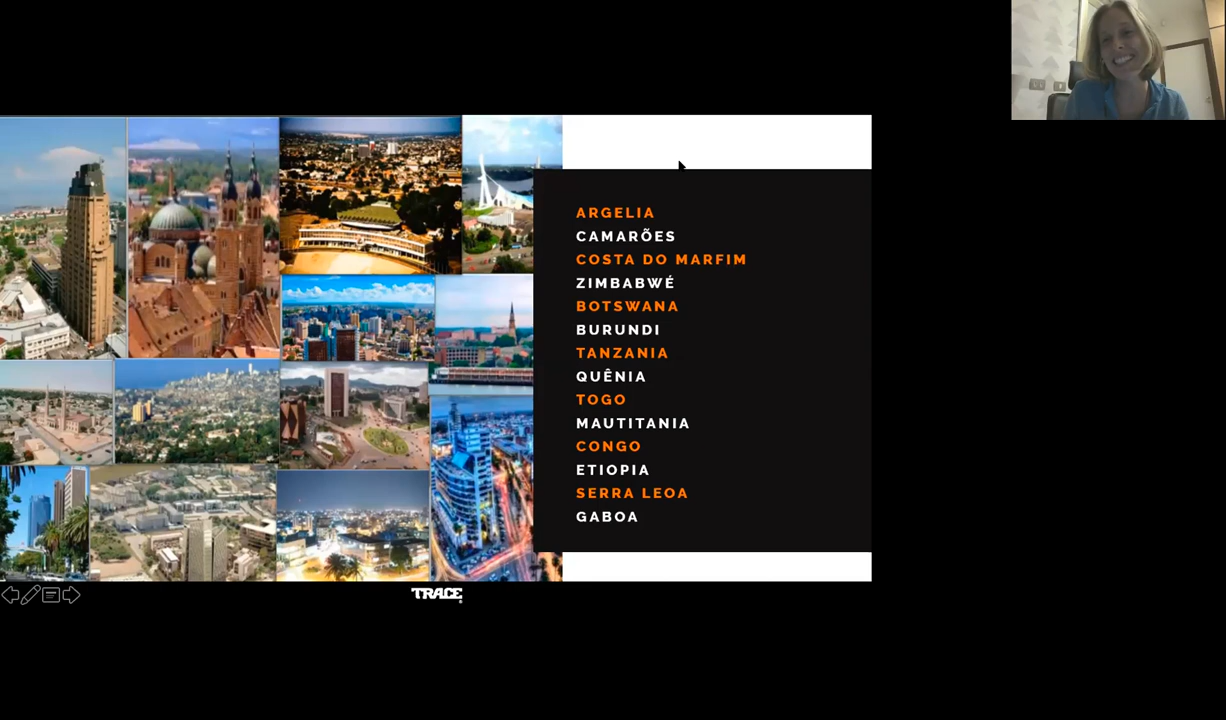 ARGELIA
CAMARÕES
COSTA DO MARFIM
ZIMBABWÉ
BOTSWANA
BURUNDI
TANZANIA
QUÊNIA
TOGO
MAUTITANIA
CONGO
ETIOPIA
SERRA LEOA
GABOA
TRACE